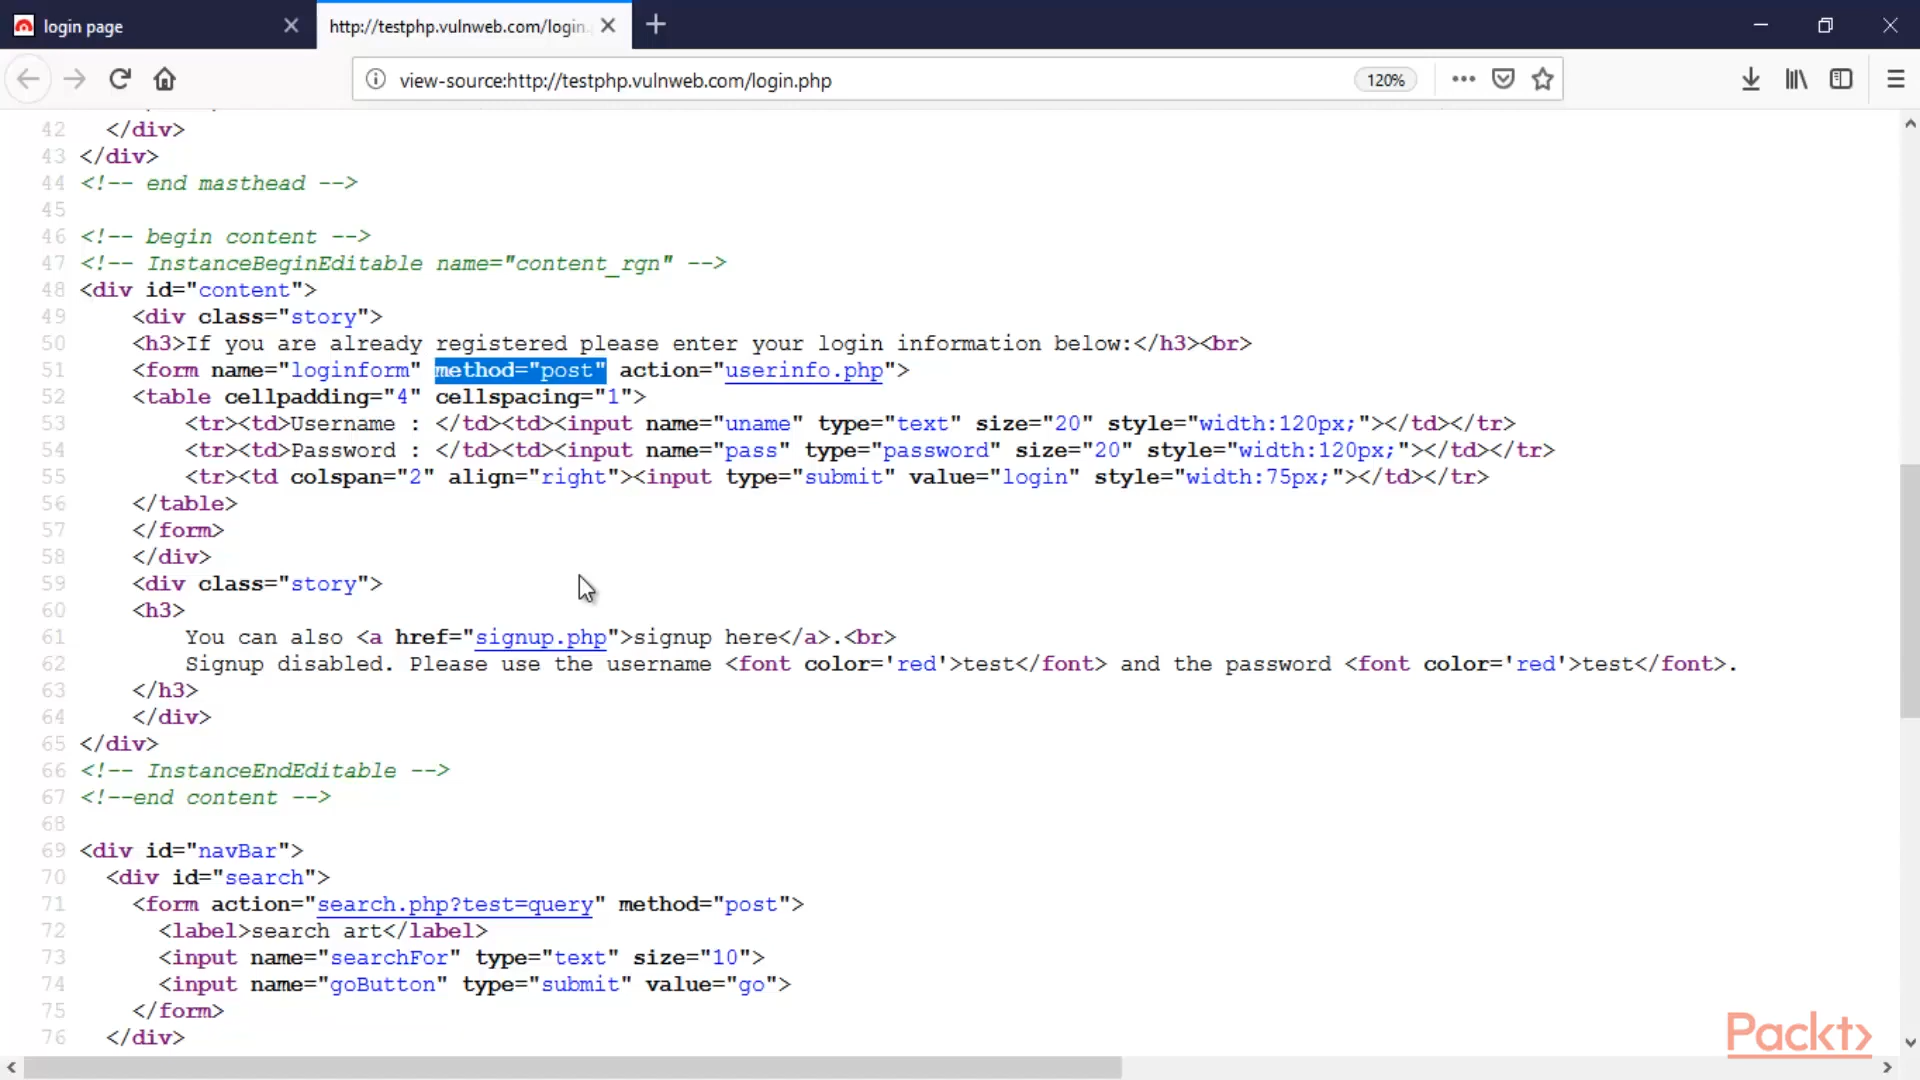 login page
http://testphp.vulnweb.com/login.
view-source:http://testphp.vulnweb.com/login.php
120%
42 </div>
43 </div>
44 <!-- end masthead -->
45
46 <!-- begin content -->
47 <!-- InstanceBeginEditable name="content_rgn" -->
48 <div id="content">
49 <div class="story">
50 <h3>If you are already registered please enter your login information below:</h3><br>
51 <form name="loginform" method="post" action="userinfo.php">
52 <table cellpadding="4" cellspacing="1">
53 <tr><td>Username : </td><td><input name="uname" type="text" size="20" style="width:120px;"></td></tr>
54 <tr><td>Password : </td><td><input name="pass" type="password" size="20" style="width:120px;"></td></tr>
55 <tr><td colspan="2" align="right"><input type="submit" value="login" style="width:75px;"></td></tr>
56 </table>
57 </form>
58 </div>
59 <div class="story">
60 <h3>
61 You can also <a href="signup.php">signup here</a>.<br>
62 Signup disabled. Please use the username <font color='red'>test</font> and the password <font color='red'>test</font>.
63 </h3>
64 </div>
65 </div>
66 <!-- InstanceEndEditable -->
67 <!--end content -->
68
69 <div id="navBar">
70 <div id="search">
71 <form action="search.php?test=query" method="post">
72 <label>search art</label>
73 <input name="searchFor" type="text" size="10">
74 <input name="goButton" type="submit" value="go">
75 </form>
76 </div>
Packt>